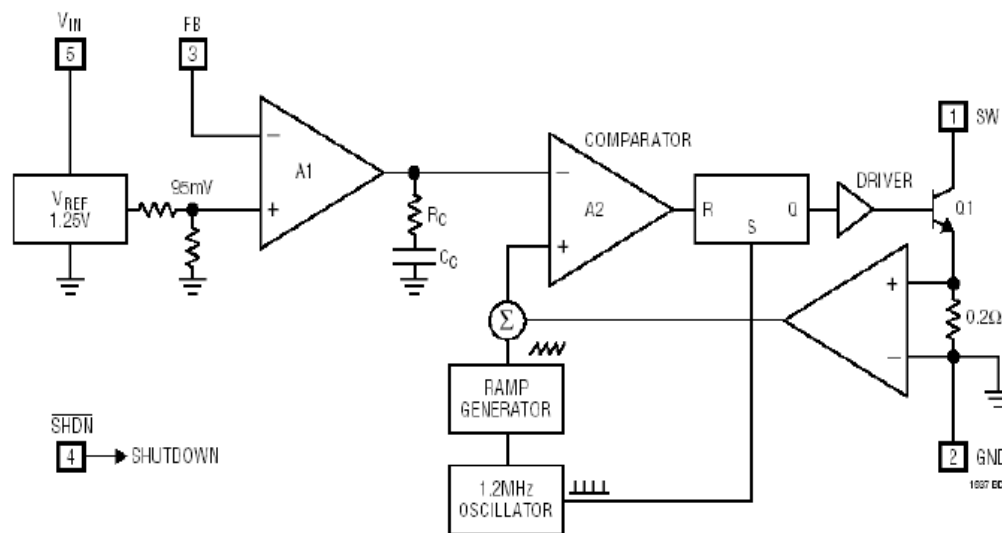 VIN
5
FB
3
VREF
1.25V
95mV
−
+
A1
RC
CC
COMPARATOR
−
+
A2
R
S
Q
DRIVER
1
SW
Q1
+
−
0.2Ω
Σ
RAMP
GENERATOR
1.2MHz
OSCILLATOR
SHDN
4
SHUTDOWN
2
GND